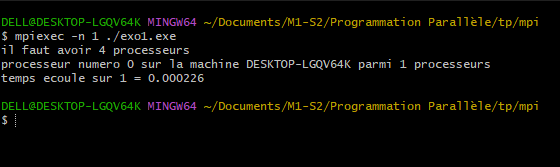 DELL@DESKTOP-LGQV64K MINGW64 ~/Documents/M1-S2/Programmation Parallèle/tp/mpi
$ mpiexec -n 1 ./exo1.exe
il faut avoir 4 processeurs
processeur numero 0 sur la machine DESKTOP-LGQV64K parmi 1 processeurs
temps ecoule sur 1 = 0.000226
DELL@DESKTOP-LGQV64K MINGW64 ~/Documents/M1-S2/Programmation Parallèle/tp/mpi
$